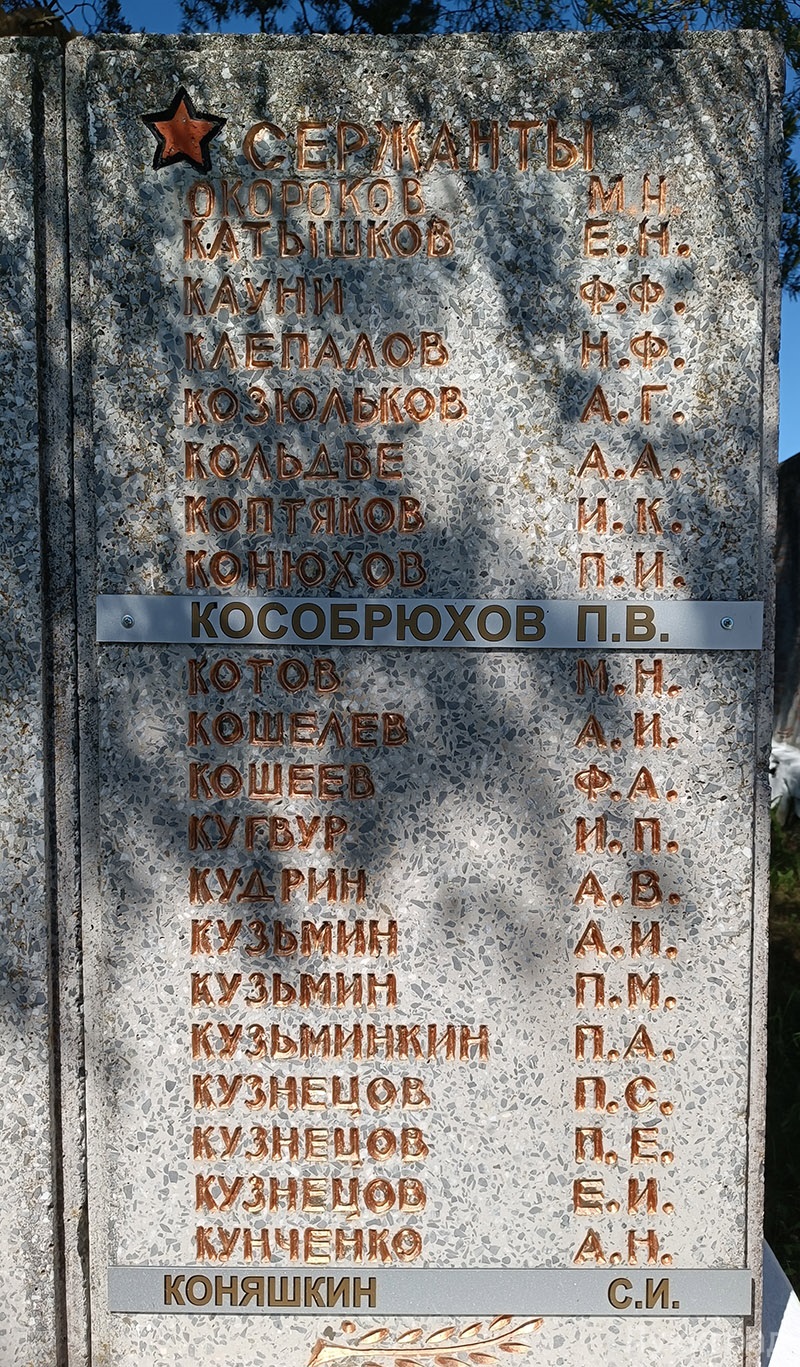 СЕРЖАНТЫ
ОКОРОКОВ М.Н.
КАТЫШКОВ Е.Н.
КАУНИ Ф.Ф.
КЛЕПАЛОВ Н.Ф.
КОЗЮЛЬКОВ А.Г.
КОЛЬДВЕ А.А.
КОПТЯКОВ И.К.
КОНЮХОВ П.И.
КОСОБРЮХОВ П.В.
КОТОВ М.Н.
КОШЕЛЕВ А.И.
КОШЕЕВ Ф.А.
КУГВУР И.П.
КУДРИН А.В.
КУЗЬМИН А.И.
КУЗЬМИН П.М.
КУЗЬМИНКИН П.А.
КУЗНЕЦОВ П.С.
КУЗНЕЦОВ П.Е.
КУЗНЕЦОВ Е.И.
КУНЧЕНКО А.Н.
КОНЯШКИН С.И.